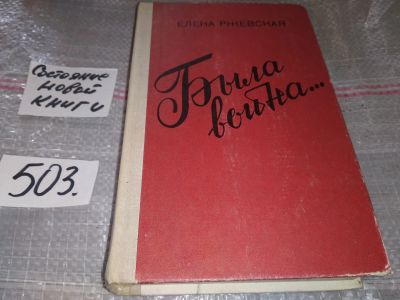 ЕЛЕНА РЖЕВСКАЯ
Была
война...
Состояние
новой
книги
503.